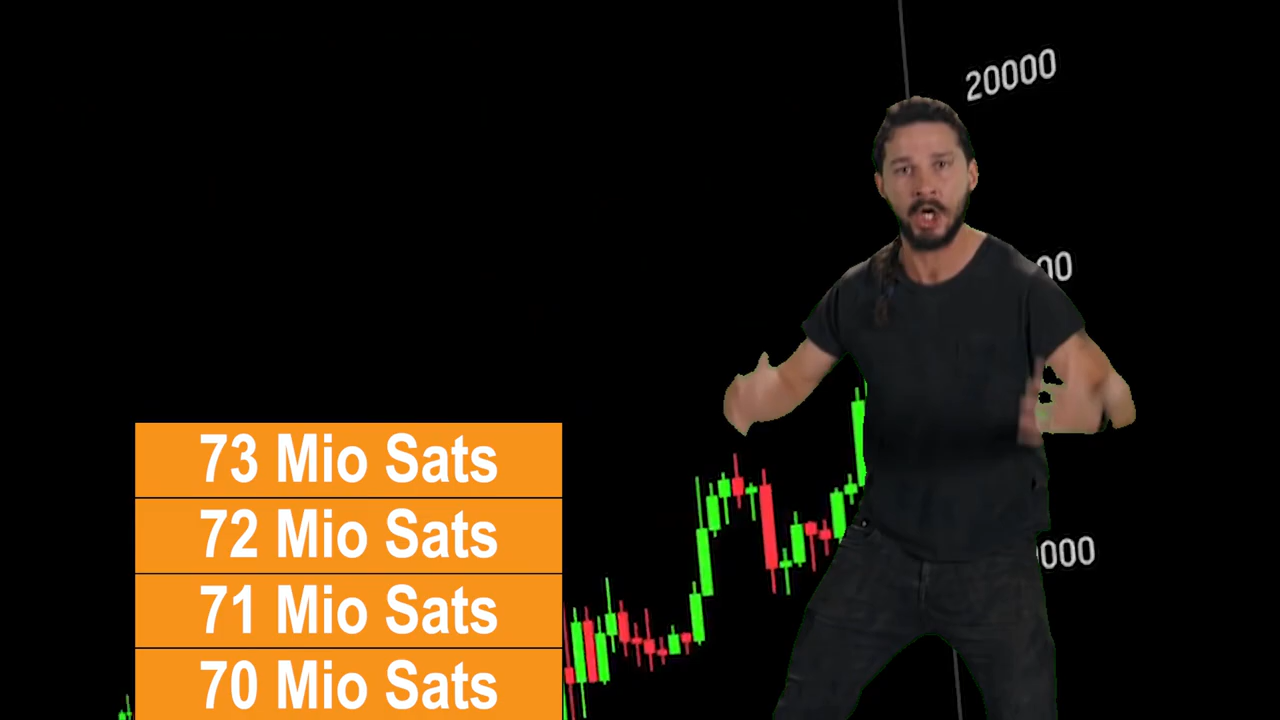 20000
73 Mio Sats
72 Mio Sats
71 Mio Sats
70 Mio Sats